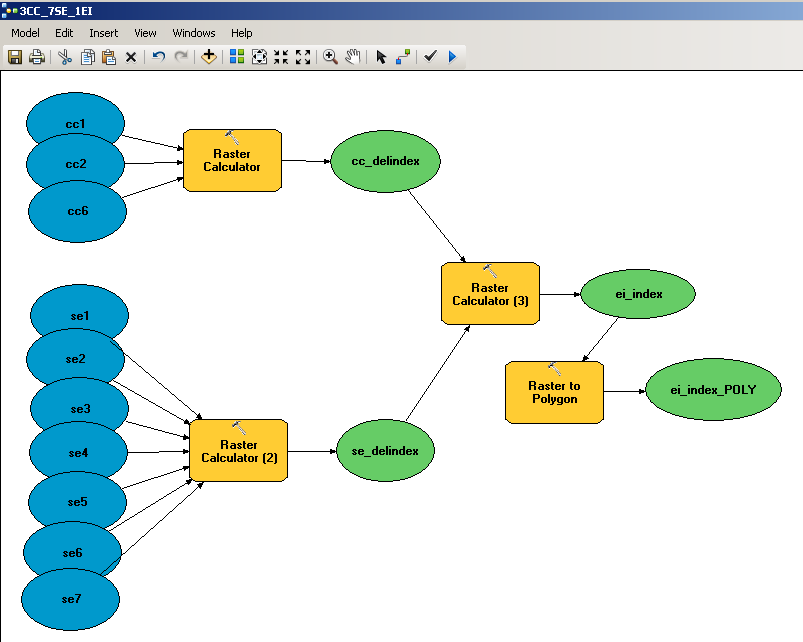 3CC_7SE_1EI
Model Edit Insert View Windows Help
cc1
cc2
cc6
Raster
Calculator
cc_delindex
Raster
Calculator (3)
ei_index
Raster to
Polygon
ei_index_POLY
se1
se2
se3
se4
se5
se6
se7
Raster
Calculator (2)
se_delindex